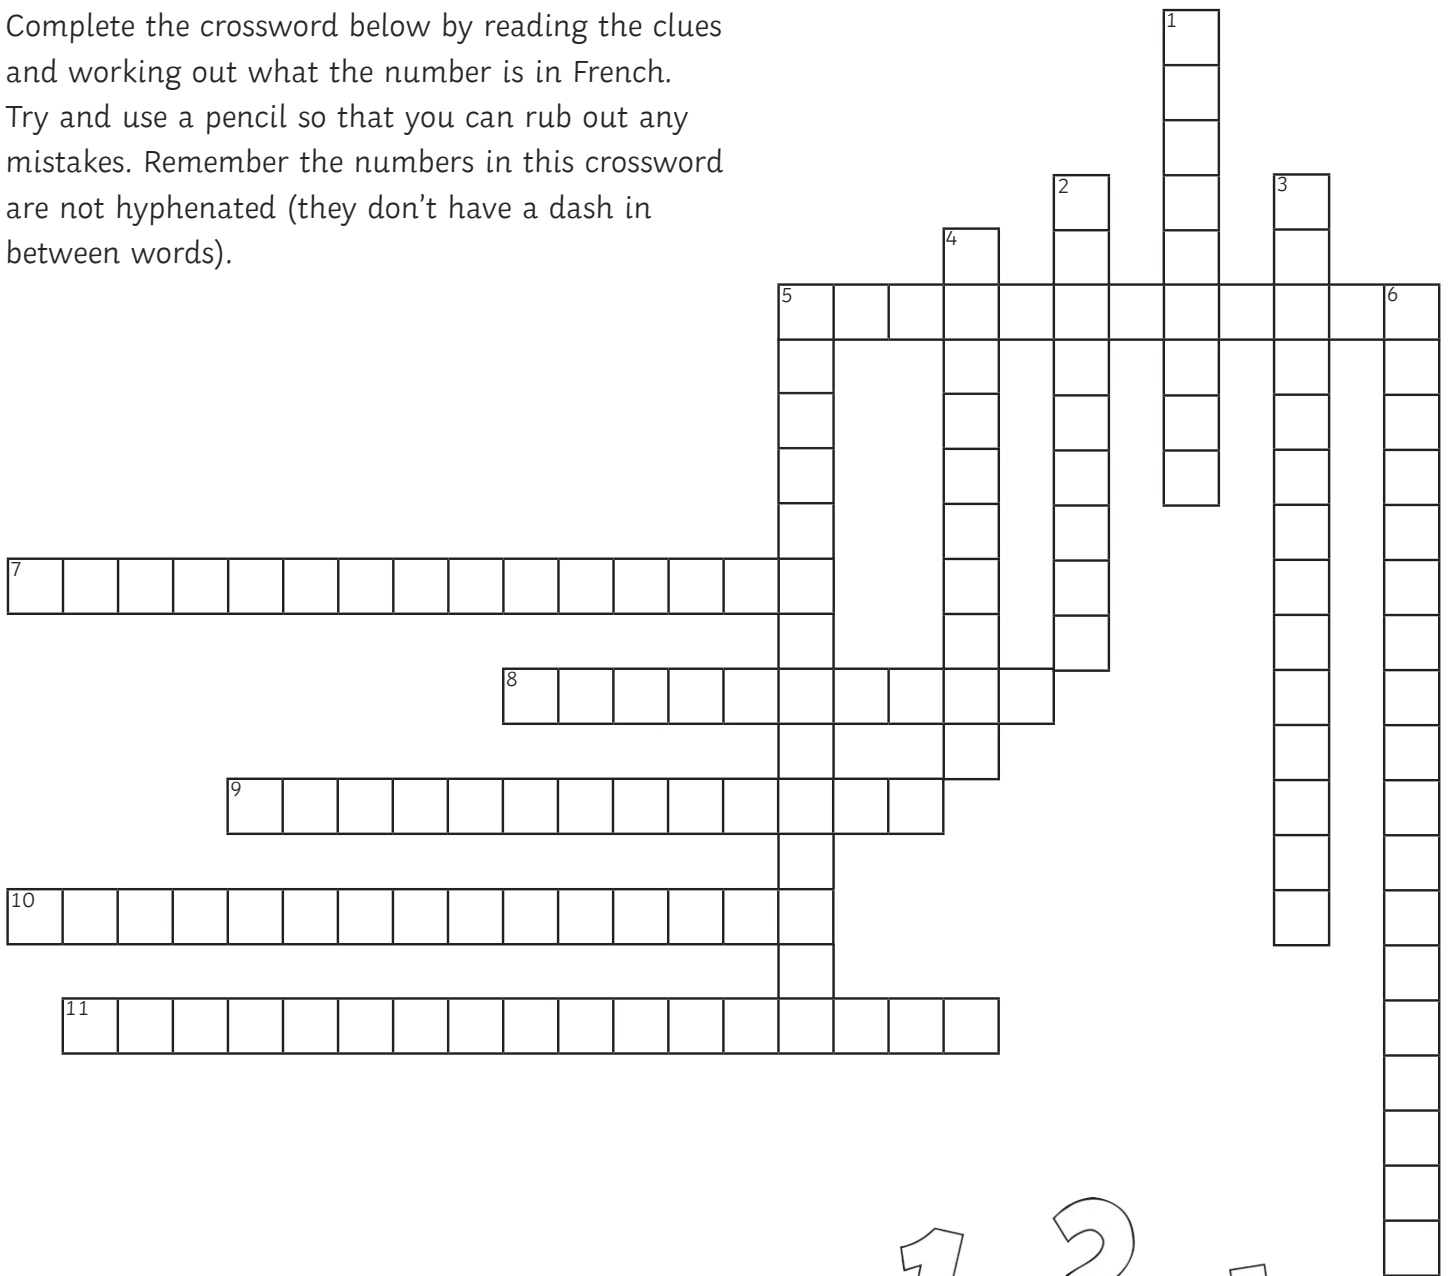 Complete the crossword below by reading the clues
and working out what the number is in French.
Try and use a pencil so that you can rub out any
mistakes. Remember the numbers in this crossword
are not hyphenated (they don't have a dash in
between words).
1
2
3
4
5
6
7
8
9
10
11
1 2